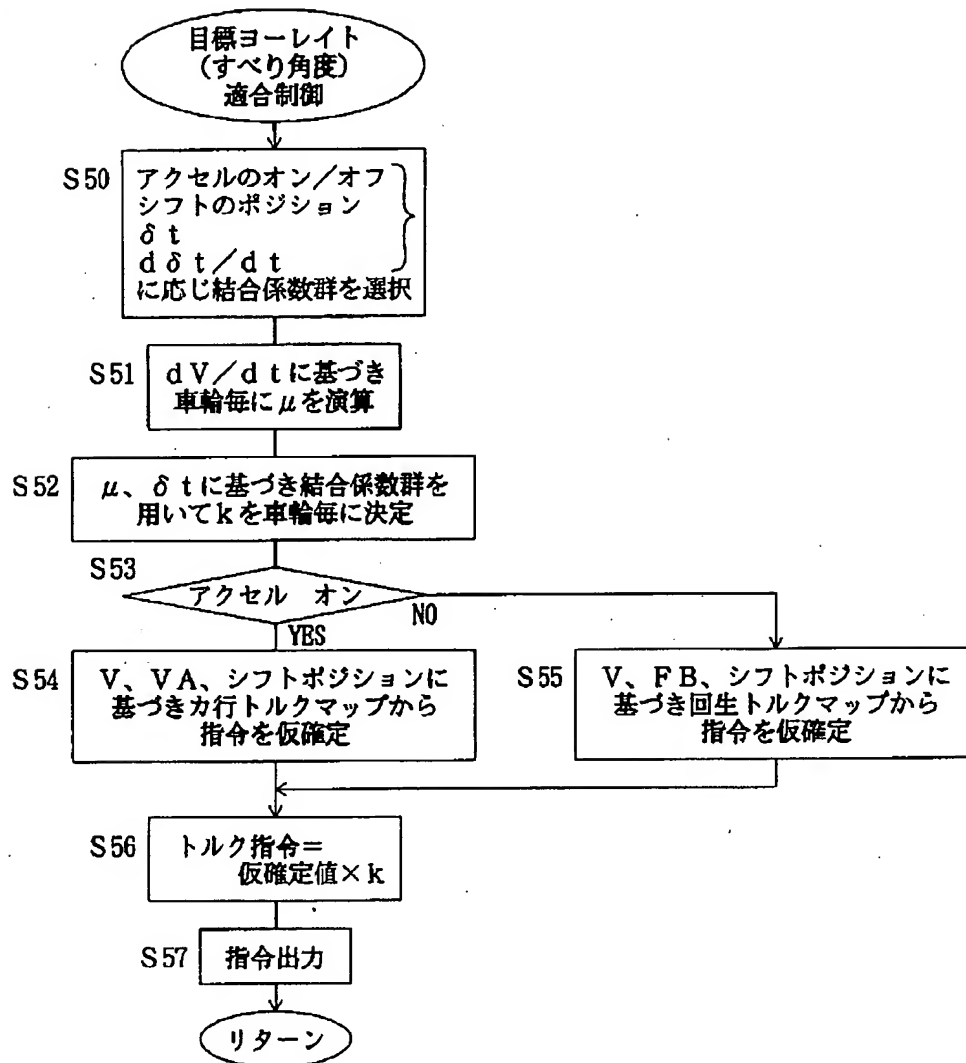 目標ヨーレイト
(すべり角度)
適合制御
S50
アクセルのオン/オフ
シフトのポジション
δt
dδt/dt
に応じ結合係数群を選択
S51
dV/dtに基づき
車輪毎にμを演算
S52
μ、δtに基づき結合係数群を
用いてkを車輪毎に決定
S53
アクセル オン
NO
YES
S54
V、VA、シフトポジションに
基づき力行トルクマップから
指令を仮確定
S55
V、FB、シフトポジションに
基づき回生トルクマップから
指令を仮確定
S56
トルク指令=
仮確定値×k
S57
指令出力
リターン